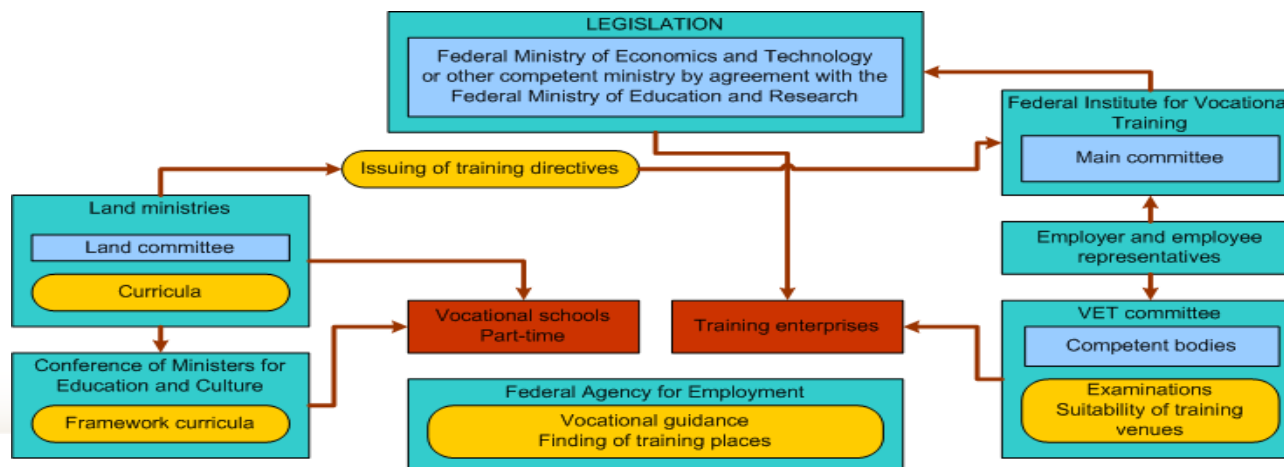 LEGISLATION
Federal Ministry of Economics and Technology
or other competent ministry by agreement with the
Federal Ministry of Education and Research
Federal Institute for Vocationa
Training
Main committee
Issuing of training directives
Land ministries
Land committee
Curricula
Employer and employee
representatives
Vocational schools
Part-time
Training enterprises
VET committee
Competent bodies
Examinations
Suitability of training
venues
Conference of Ministers for
Education and Culture
Framework curricula
Federal Agency for Employment
Vocational guidance
Finding of training places